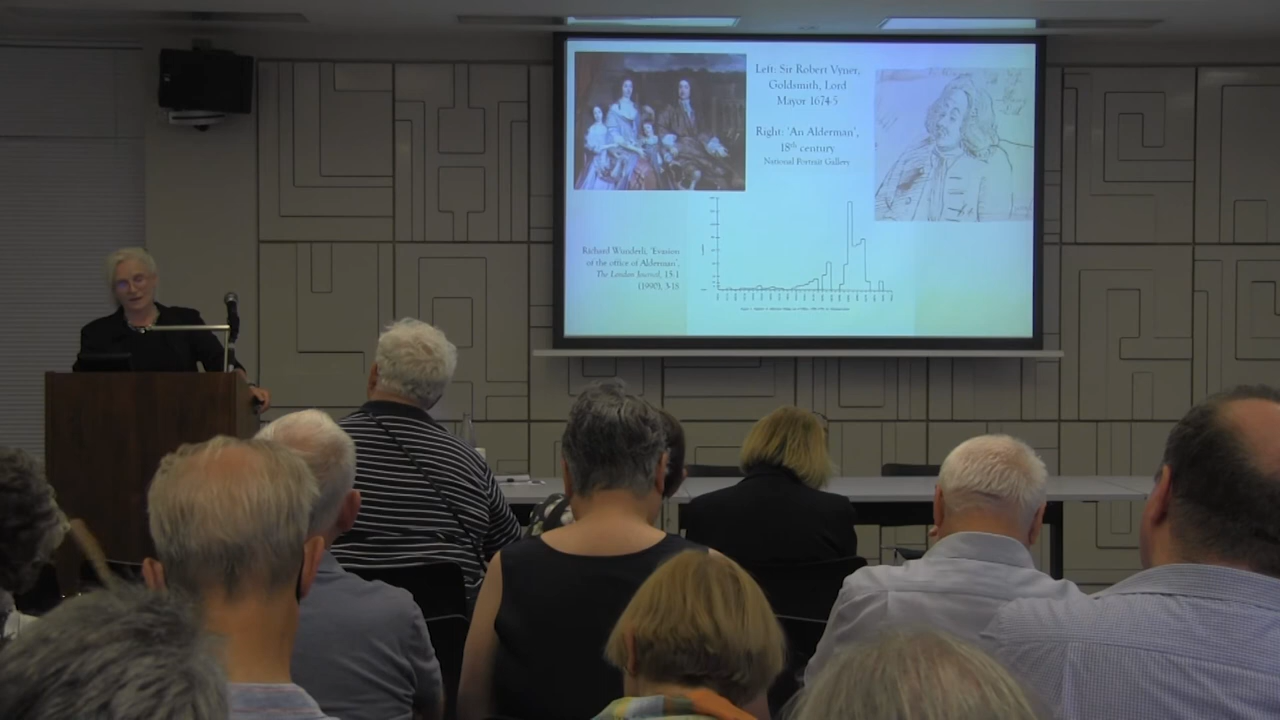 Left: Sir Robert Vyner,
Goldsmith, Lord
Mayor 1674-5
Right: 'An Alderman',
18th century
National Portrait Gallery
Richard Wunderli, 'Evasion
of the office of Alderman',
The London Journal, 15:1
(1990), 3-18